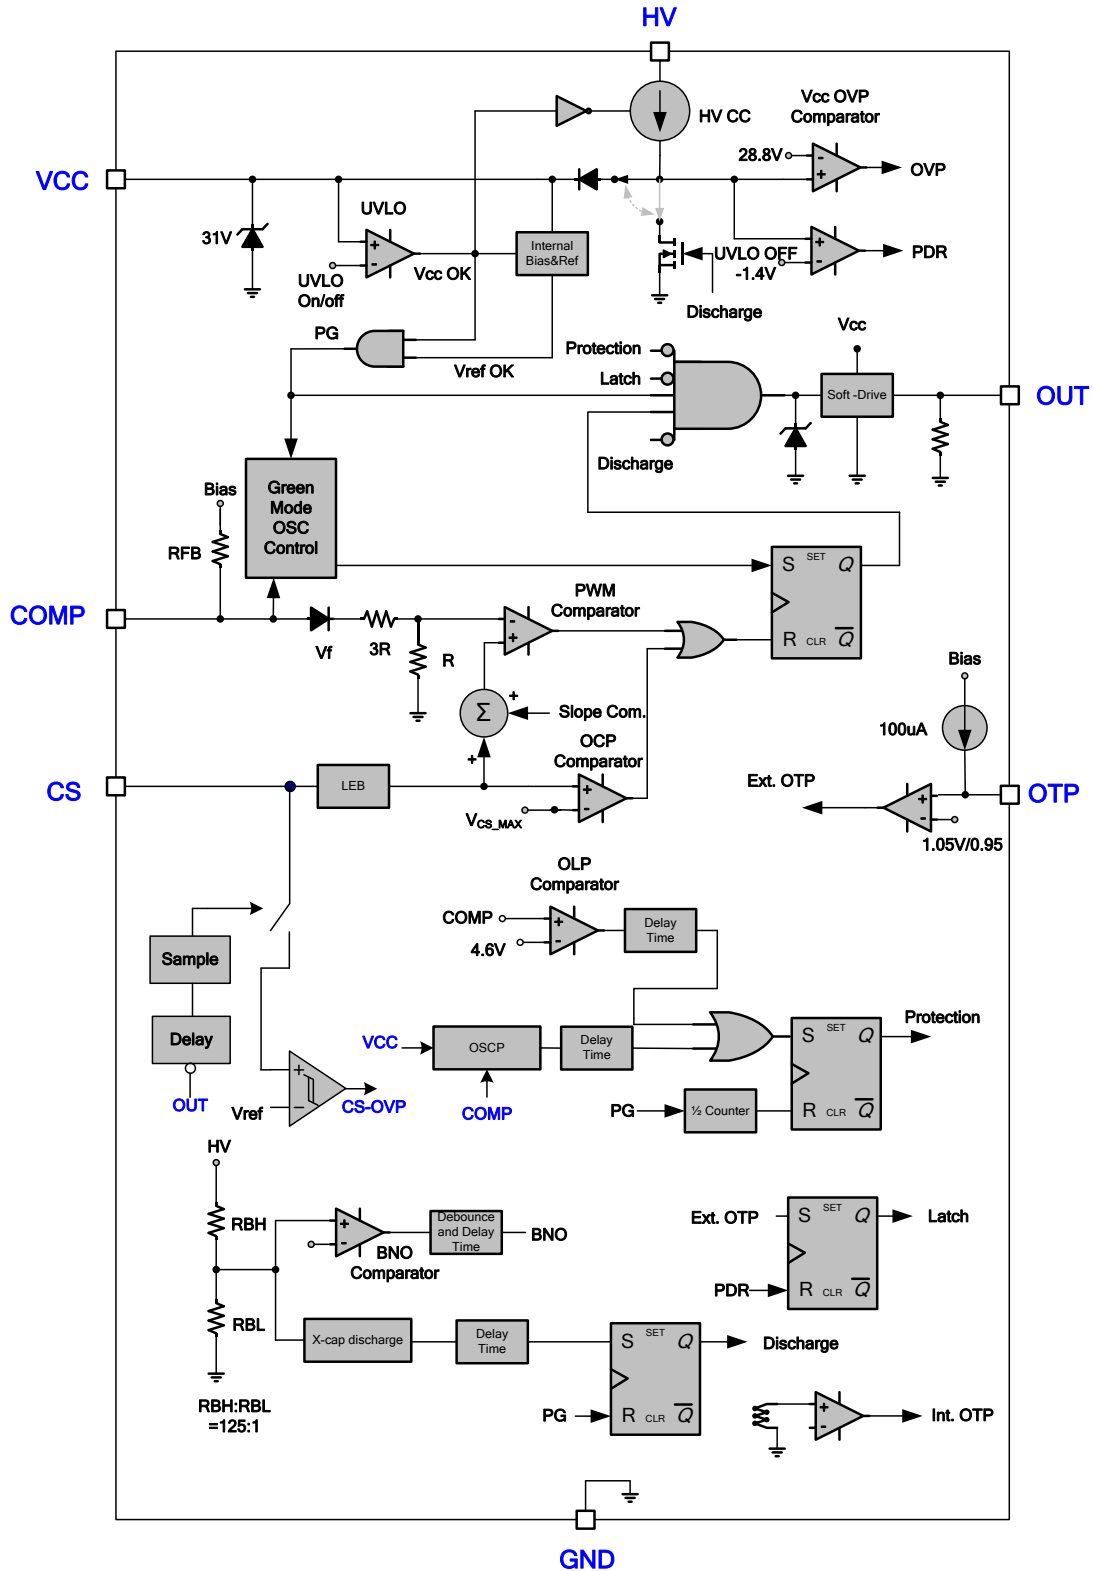 HV
HV CC
Vcc OVP
Comparator
28.8V
-
+
OVP
VCC
31V
UVLO
+
-
UVLO
On/off
Vcc OK
Internal
Bias&Ref
UVLO OFF
-1.4V
+
-
PDR
Discharge
PG
Vref OK
Protection
Latch
Discharge
Vcc
Soft -Drive
OUT
Bias
RFB
Green
Mode
OSC
Control
S SET Q
R CLR Q
COMP
Vf
3R
R
PWM
Comparator
-
+
Σ
+
Slope Com.
+
OCP
Comparator
+
-
VCS_MAX
CS
LEB
Bias
100uA
Ext. OTP
+
-
OTP
1.05V/0.95
OLP
Comparator
COMP
4.6V
+
-
Delay
Time
Sample
Delay
OUT
Vref
+
-
CS-OVP
VCC
OSCP
COMP
Delay
Time
PG
½ Counter
S SET Q
R CLR Q
Protection
HV
RBH
RBL
RBH:RBL
=125:1
+
-
BNO
Comparator
Debounce
and Delay
Time
BNO
Ext. OTP
PDR
S SET Q
R CLR Q
Latch
X-cap discharge
Delay
Time
PG
S SET Q
R CLR Q
Discharge
+
-
Int. OTP
GND